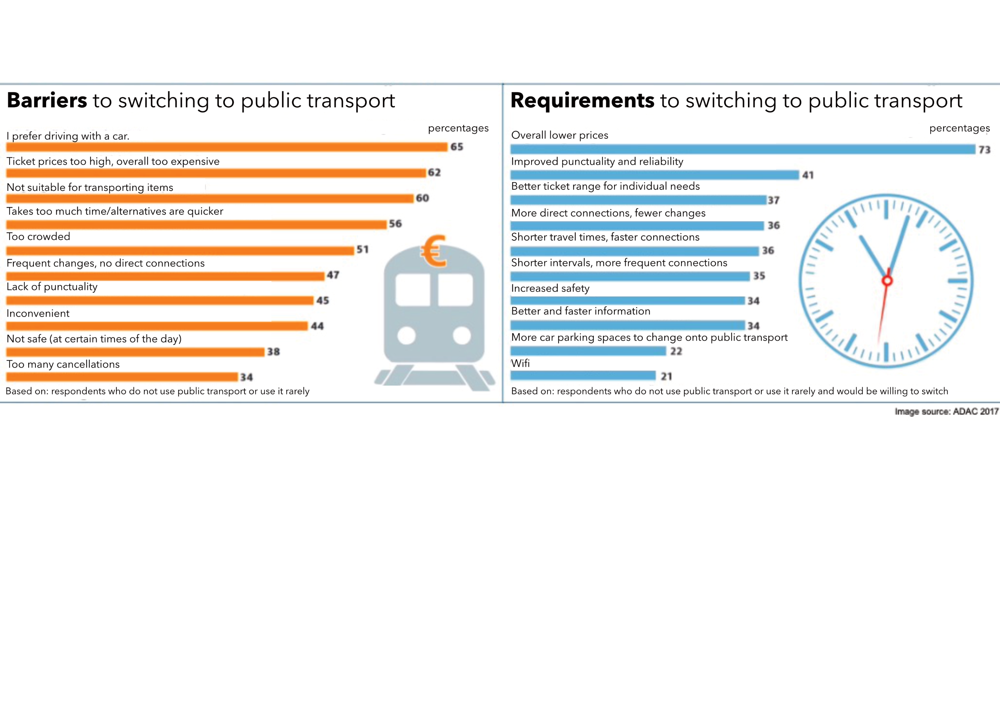 Barriers to switching to public transport
percentages
I prefer driving with a car.
65
Ticket prices too high, overall too expensive
62
Not suitable for transporting items
60
Takes too much time/alternatives are quicker
56
Too crowded
51
Frequent changes, no direct connections
47
Lack of punctuality
45
Inconvenient
44
Not safe (at certain times of the day)
38
Too many cancellations
34
Based on: respondents who do not use public transport or use it rarely
€
Requirements to switching to public transport
percentages
Overall lower prices
73
Improved punctuality and reliability
41
Better ticket range for individual needs
37
More direct connections, fewer changes
36
Shorter travel times, faster connections
36
Shorter intervals, more frequent connections
35
Increased safety
34
Better and faster information
34
More car parking spaces to change onto public transport
22
Wifi
21
Based on: respondents who do not use public transport or use it rarely and would be willing to switch
Image source: ADAC 2017